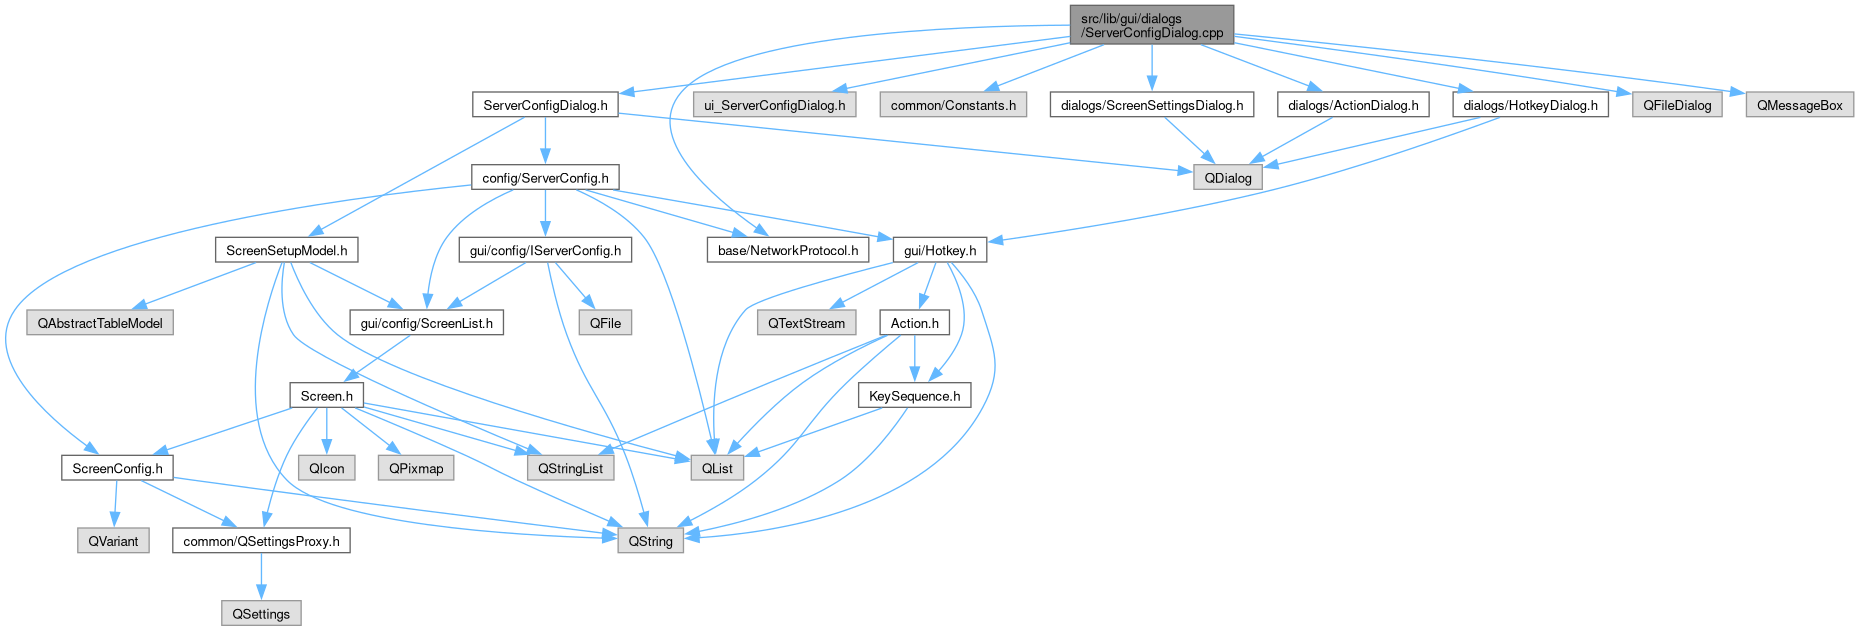 src/lib/gui/dialogs
/ServerConfigDialog.cpp
ServerConfigDialog.h
ui_ServerConfigDialog.h
common/Constants.h
dialogs/ScreenSettingsDialog.h
dialogs/ActionDialog.h
dialogs/HotkeyDialog.h
QFileDialog
QMessageBox
config/ServerConfig.h
QDialog
ScreenSetupModel.h
gui/config/IServerConfig.h
base/NetworkProtocol.h
gui/Hotkey.h
QAbstractTableModel
gui/config/ScreenList.h
QFile
QTextStream
Action.h
Screen.h
KeySequence.h
ScreenConfig.h
QIcon
QPixmap
QStringList
QList
QVariant
common/QSettingsProxy.h
QString
QSettings